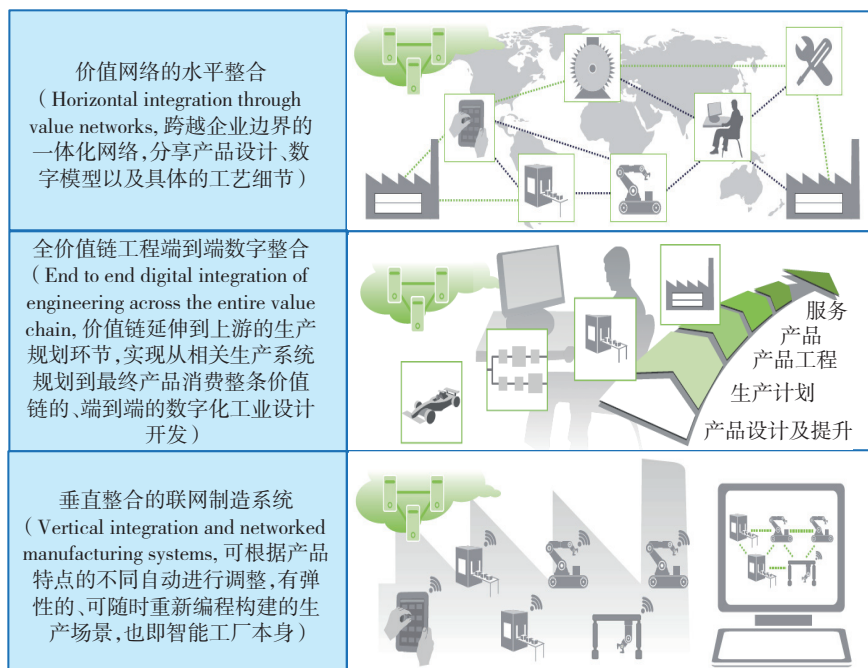 价值网络的水平整合
（Horizontal integration through
value networks, 跨越企业边界的
一体化网络,分享产品设计、数
字模型以及具体的工艺细节）
全价值链工程端到端数字整合
（End to end digital integration of
engineering across the entire value
chain, 价值链延伸到上游的生产
规划环节,实现从相关生产系统
规划到最终产品消费整条价值
链的、端到端的数字化工业设计
开发）
服务
产品
产品工程
生产计划
产品设计及提升
垂直整合的联网制造系统
（Vertical integration and networked
manufacturing systems, 可根据产品
特点的不同自动进行调整,有弹
性的、可随时重新编程构建的生
产场景,也即智能工厂本身）